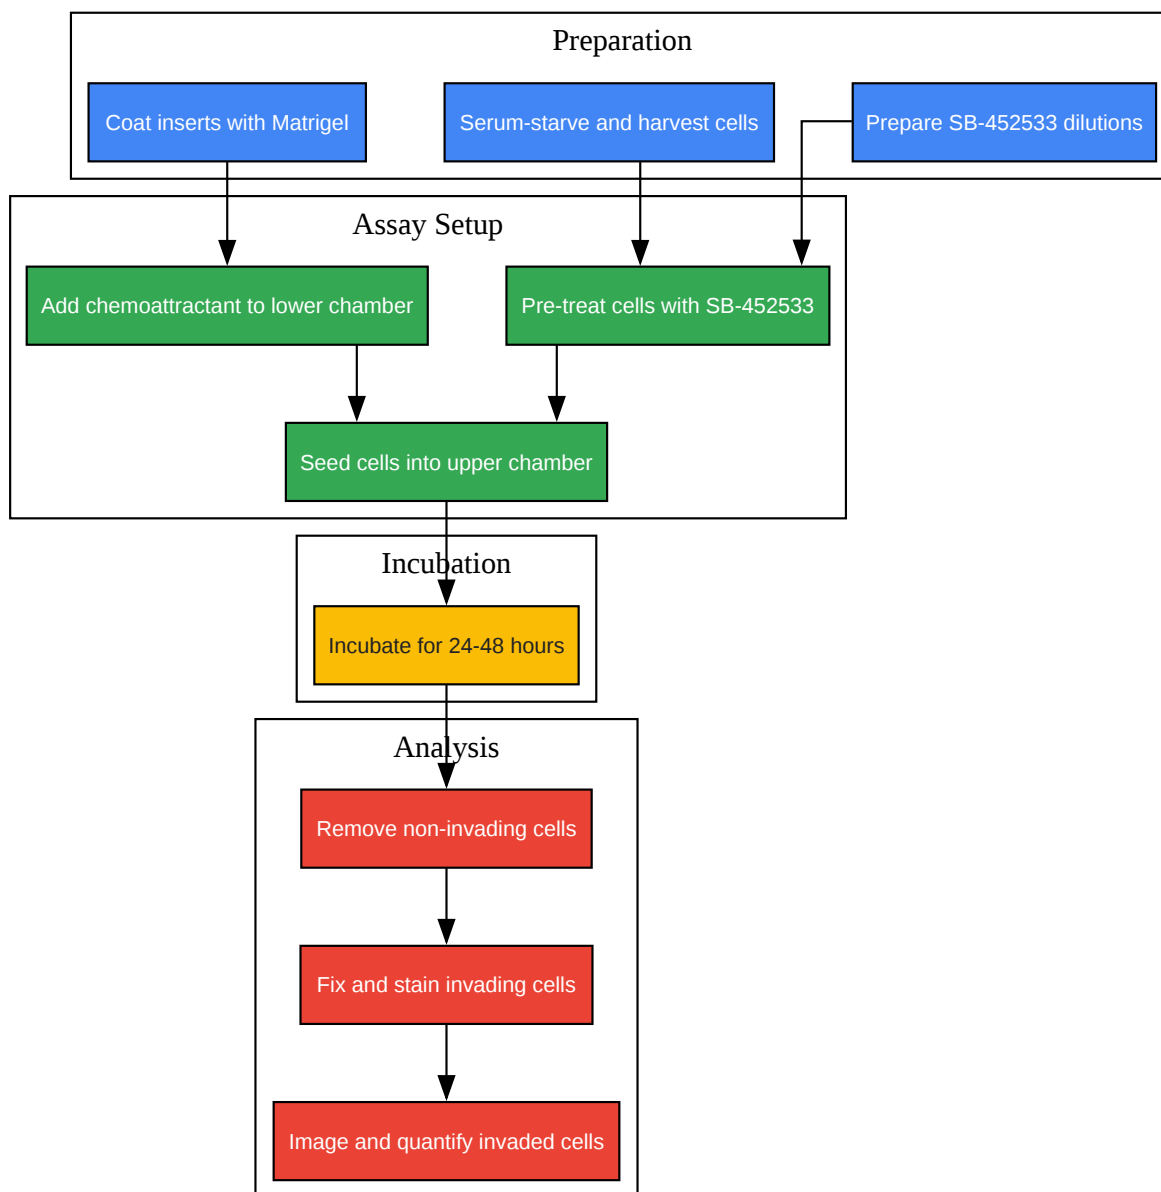 Preparation
Coat inserts with Matrigel
Serum-starve and harvest cells
Prepare SB-452533 dilutions
Assay Setup
Add chemoattractant to lower chamber
Pre-treat cells with SB-452533
Seed cells into upper chamber
Incubation
Incubate for 24-48 hours
Analysis
Remove non-invading cells
Fix and stain invading cells
Image and quantify invaded cells